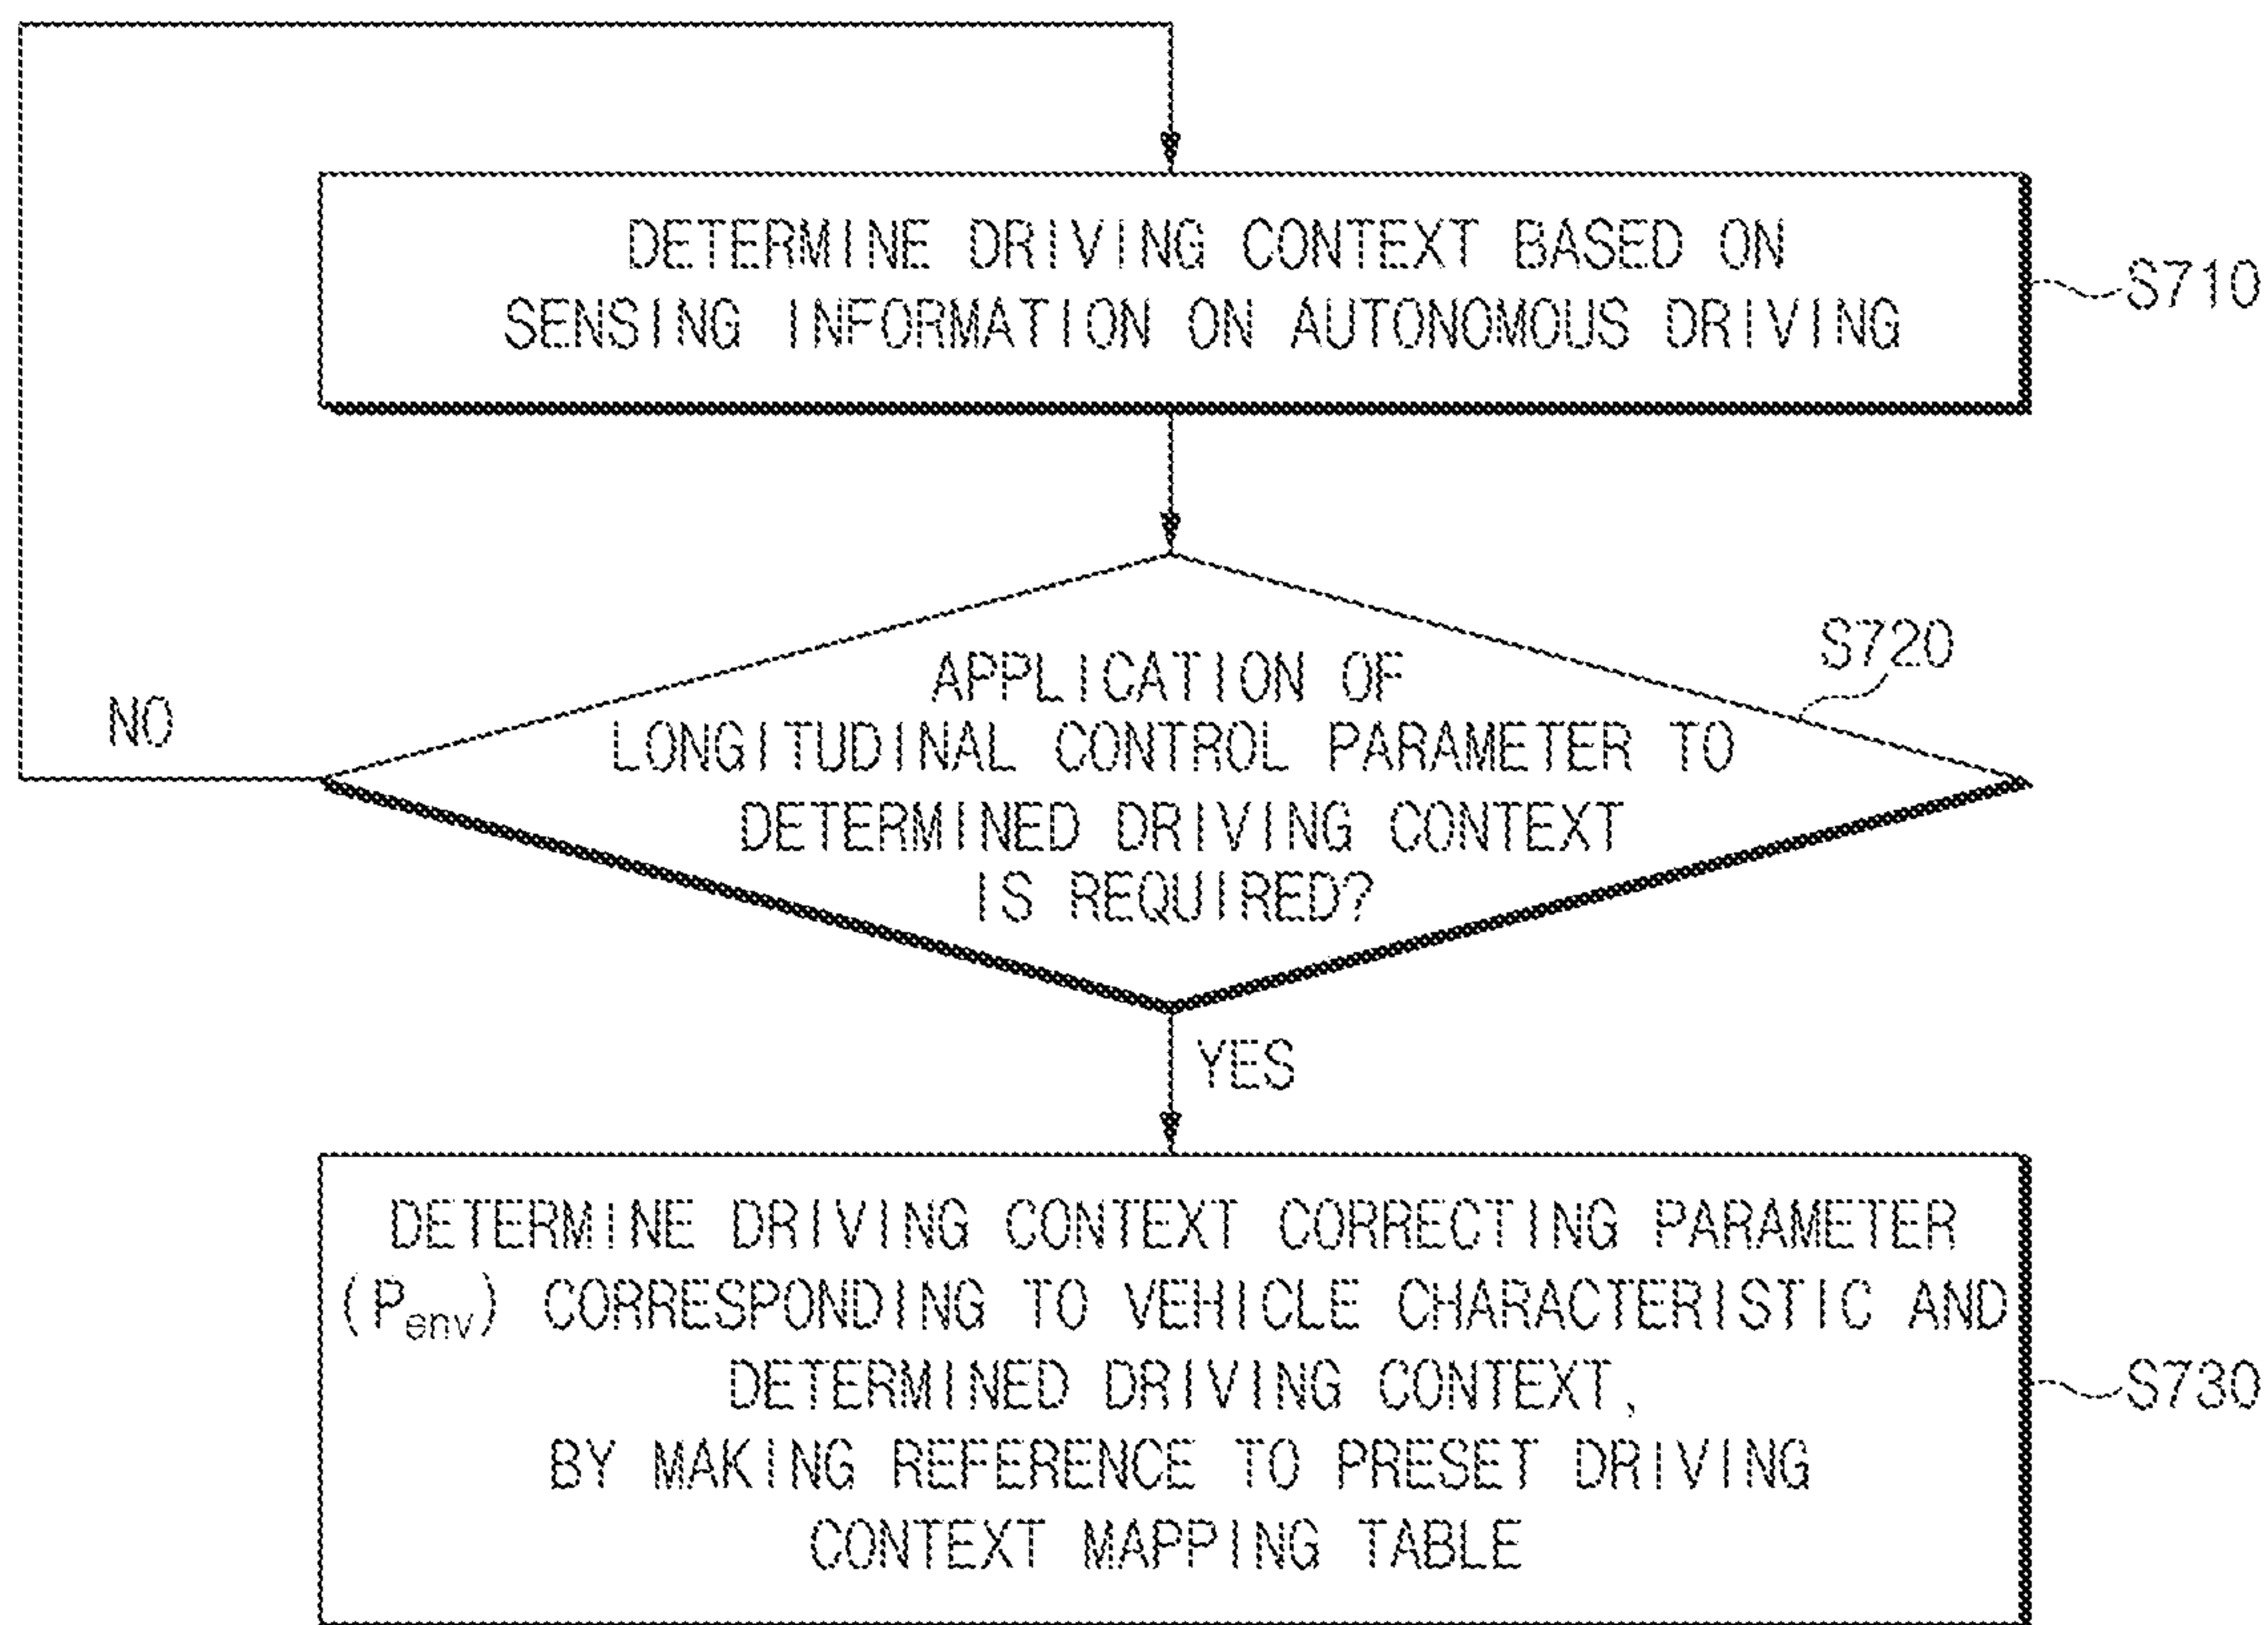 DETERMINE DRIVING CONTEXT BASED ON
SENSING INFORMATION ON AUTONOMOUS DRIVING
S710
S720
APPLICATION OF
LONGITUDINAL CONTROL PARAMETER TO
DETERMINED DRIVING CONTEXT
IS REQUIRED?
NO
YES
DETERMINE DRIVING CONTEXT CORRECTING PARAMETER
(Penv) CORRESPONDING TO VEHICLE CHARACTERISTIC AND
DETERMINED DRIVING CONTEXT,
BY MAKING REFERENCE TO PRESET DRIVING
CONTEXT MAPPING TABLE
S730